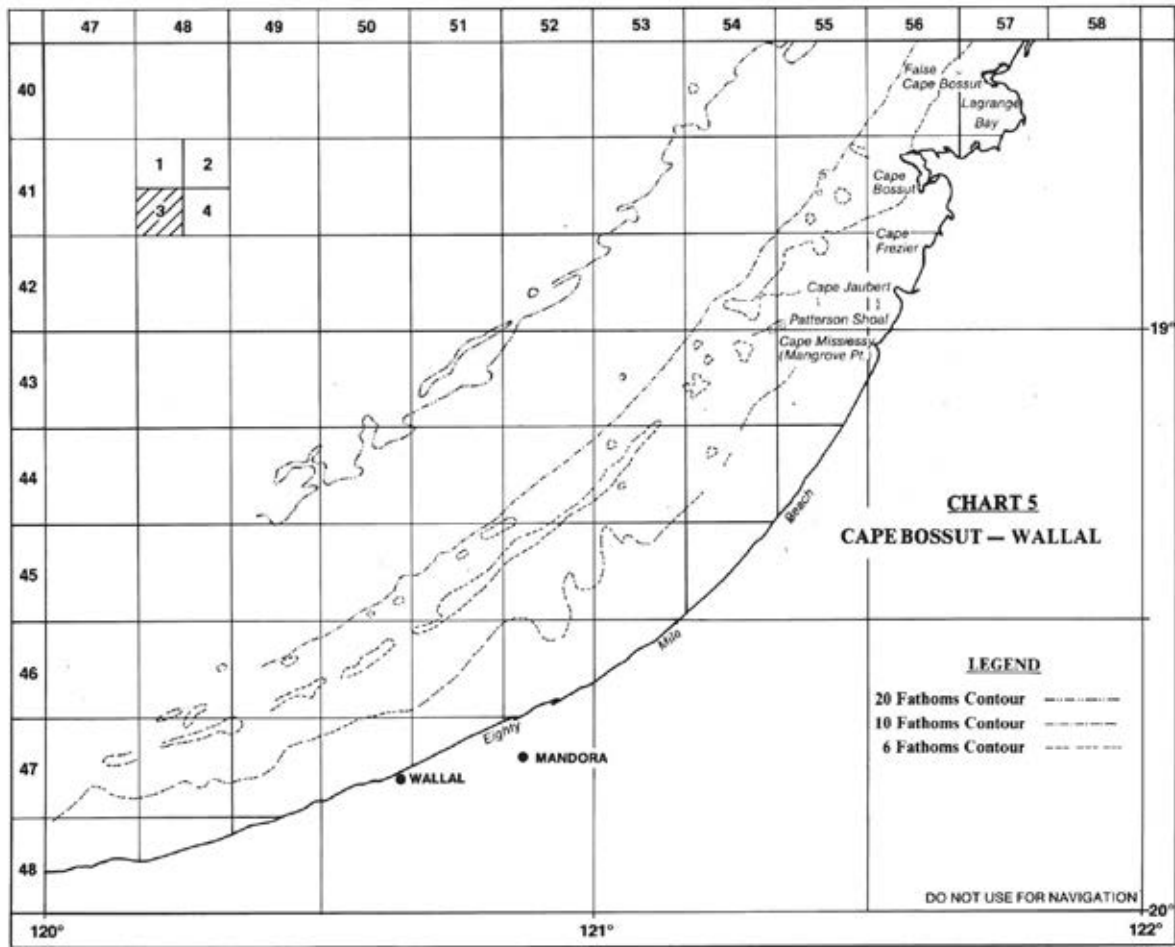 47 48 49 50 51 52 53 54 55 56 57 58
40
41
42
43
44
45
46
47
48
1 2
3 4
False
Cape Bossut
Lagrange
Bay
Cape
Bossut
Cape
Frezier
Cape Jaubert
Patterson Shoal
Cape Missiessy
(Mangrove Pt.
19°
Beach
Mile
Eighty
CHART 5
CAPE BOSSUT — WALLAL
MANDORA
WALLAL
LEGEND
20 Fathoms Contour
10 Fathoms Contour
6 Fathoms Contour
DO NOT USE FOR NAVIGATION
20°
120° 121° 122°